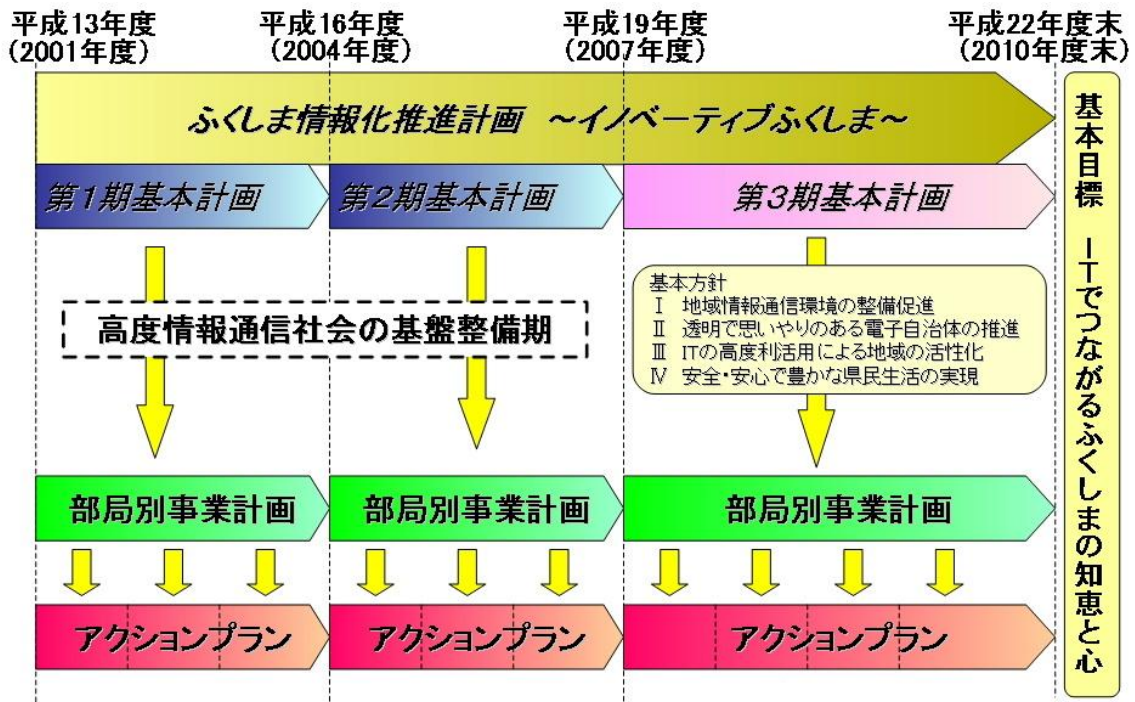 平成13年度
（2001年度）
平成16年度
（2004年度）
平成19年度
（2007年度）
平成22年度末
（2010年度末）
ふくしま情報化推進計画　～イノベーティブふくしま～
第１期基本計画
第２期基本計画
第３期基本計画
高度情報通信社会の基盤整備期
基本方針
Ⅰ　地域情報通信環境の整備促進
Ⅱ　透明で思いやりのある電子自治体の推進
Ⅲ　ITの高度利活用による地域の活性化
Ⅳ　安全・安心で豊かな県民生活の実現
部局別事業計画
部局別事業計画
部局別事業計画
アクションプラン
アクションプラン
アクションプラン
基本目標　ＩＴでつながるふくしまの知恵と心